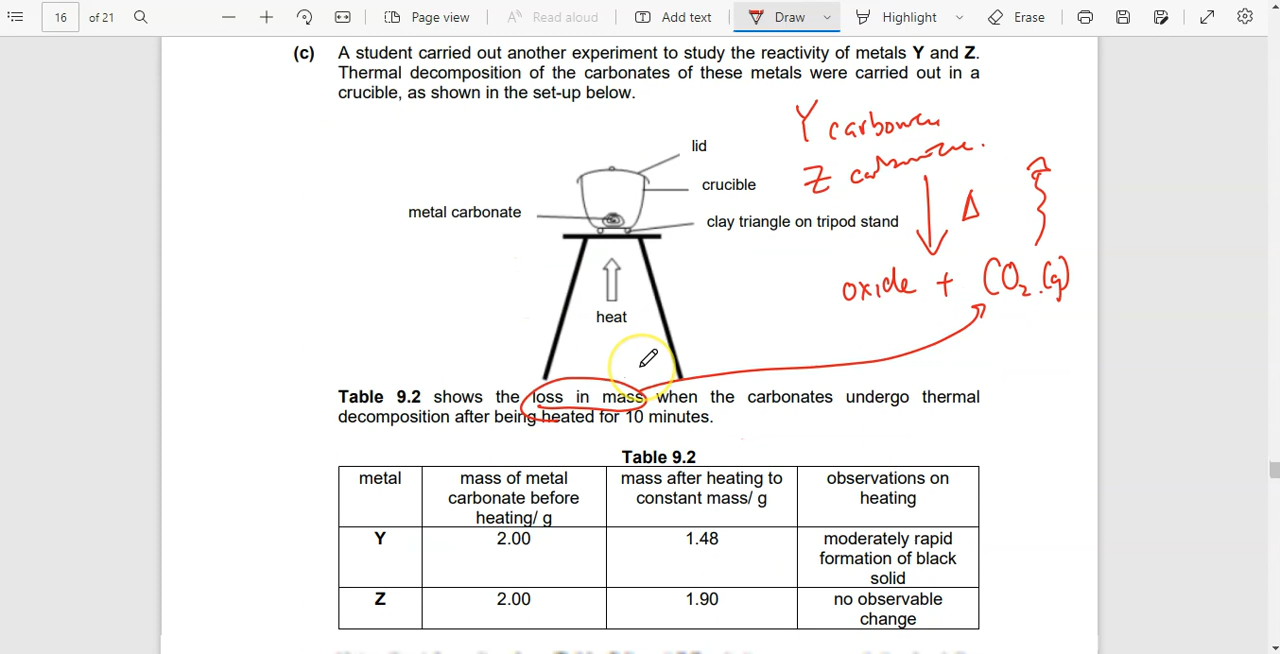 16 of 21 Page view Read aloud Add text Draw Highlight Erase
(c) A student carried out another experiment to study the reactivity of metals Y and Z.
Thermal decomposition of the carbonates of these metals were carried out in a
crucible, as shown in the set-up below.
Y
Z
lid
crucible
metal carbonate
clay triangle on tripod stand
Δ
oxide + CO2 (g)
heat
Table 9.2 shows the loss in mass when the carbonates undergo thermal
decomposition after being heated for 10 minutes.
Table 9.2
metal
mass of metal
carbonate before
heating/ g
mass after heating to
constant mass/ g
observations on
heating
Y
2.00
1.48
moderately rapid
formation of black
solid
Z
2.00
1.90
no observable
change